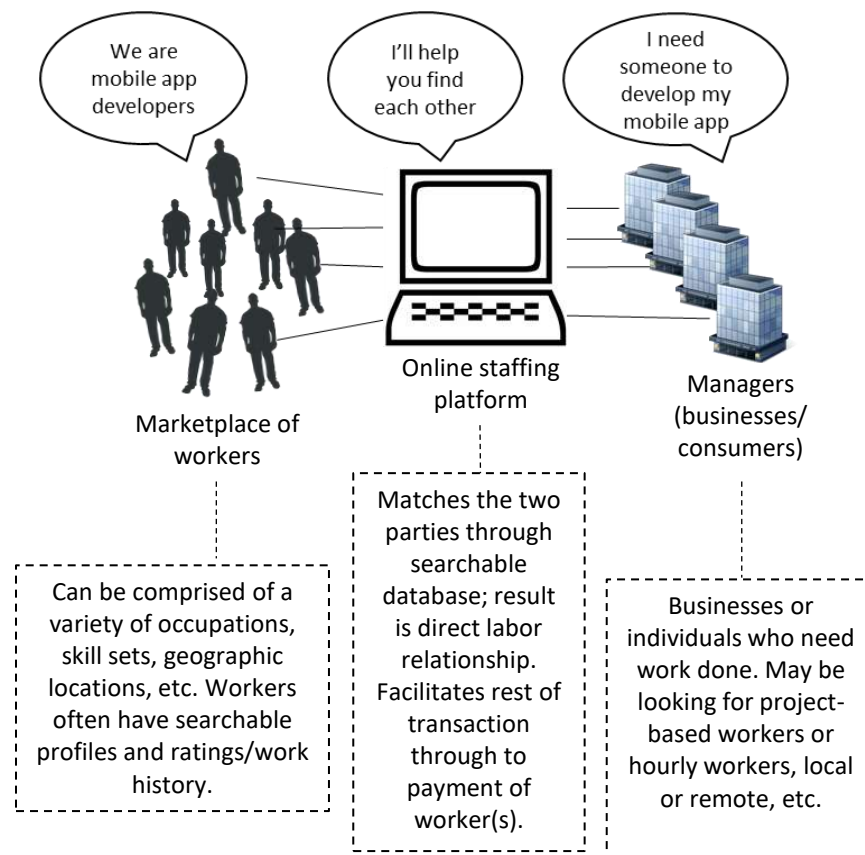 We are
mobile app
developers
I'll help
you find
each other
I need
someone to
develop my
mobile app
Marketplace of
workers
Online staffing
platform
Managers
(businesses/
consumers)
Can be comprised of a
variety of occupations,
skill sets, geographic
locations, etc. Workers
often have searchable
profiles and ratings/work
history.
Matches the two
parties through
searchable
database; result
is direct labor
relationship.
Facilitates rest of
transaction
through to
payment of
worker(s).
Businesses or
individuals who need
work done. May be
looking for project-
based workers or
hourly workers, local
or remote, etc.